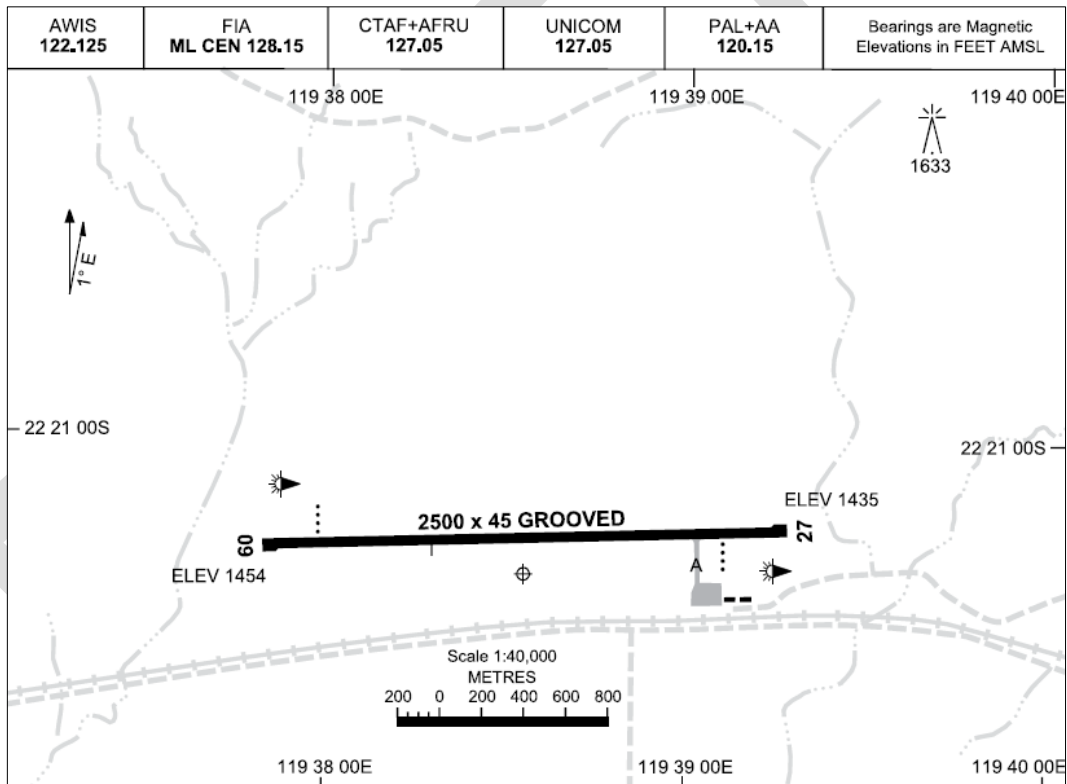 AWIS
122.125
FIA
ML CEN 128.15
CTAF+AFRU
127.05
UNICOM
127.05
PAL+AA
120.15
Bearings are Magnetic
Elevations in FEET AMSL
119 38 00E
119 39 00E
119 40 00E
1633
1° E
22 21 00S
22 21 00S
ELEV 1435
2500 x 45 GROOVED
09
27
ELEV 1454
A
Scale 1:40,000
METRES
200 0 200 400 600 800
119 38 00E
119 39 00E
119 40 00E